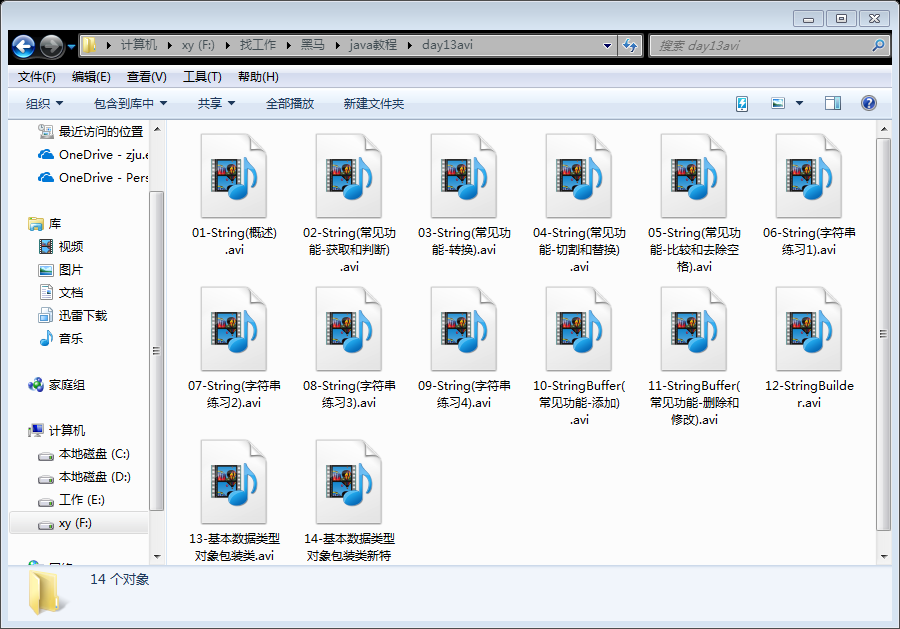 计算机 xy (F:) 找工作 黑马 java教程 day13avi
搜索 day13avi
文件(F) 编辑(E) 查看(V) 工具(T) 帮助(H)
组织 包含到库中 共享 全部播放 新建文件夹
最近访问的位置
OneDrive - zju.e
OneDrive - Pers
库
视频
图片
文档
迅雷下载
音乐
家庭组
计算机
本地磁盘 (C:)
本地磁盘 (D:)
工作 (E:)
xy (F:)
01-String(概述)
.avi
02-String(常见功
能-获取和判断)
.avi
03-String(常见功
能-转换).avi
04-String(常见功
能-切割和替换)
.avi
05-String(常见功
能-比较和去除空
格).avi
06-String(字符串
练习1).avi
07-String(字符串
练习2).avi
08-String(字符串
练习3).avi
09-String(字符串
练习4).avi
10-StringBuffer(
常见功能-添加)
.avi
11-StringBuffer(
常见功能-删除和
修改).avi
12-StringBuilde
r.avi
13-基本数据类型
对象包装类.avi
14-基本数据类型
对象包装类新特
14 个对象